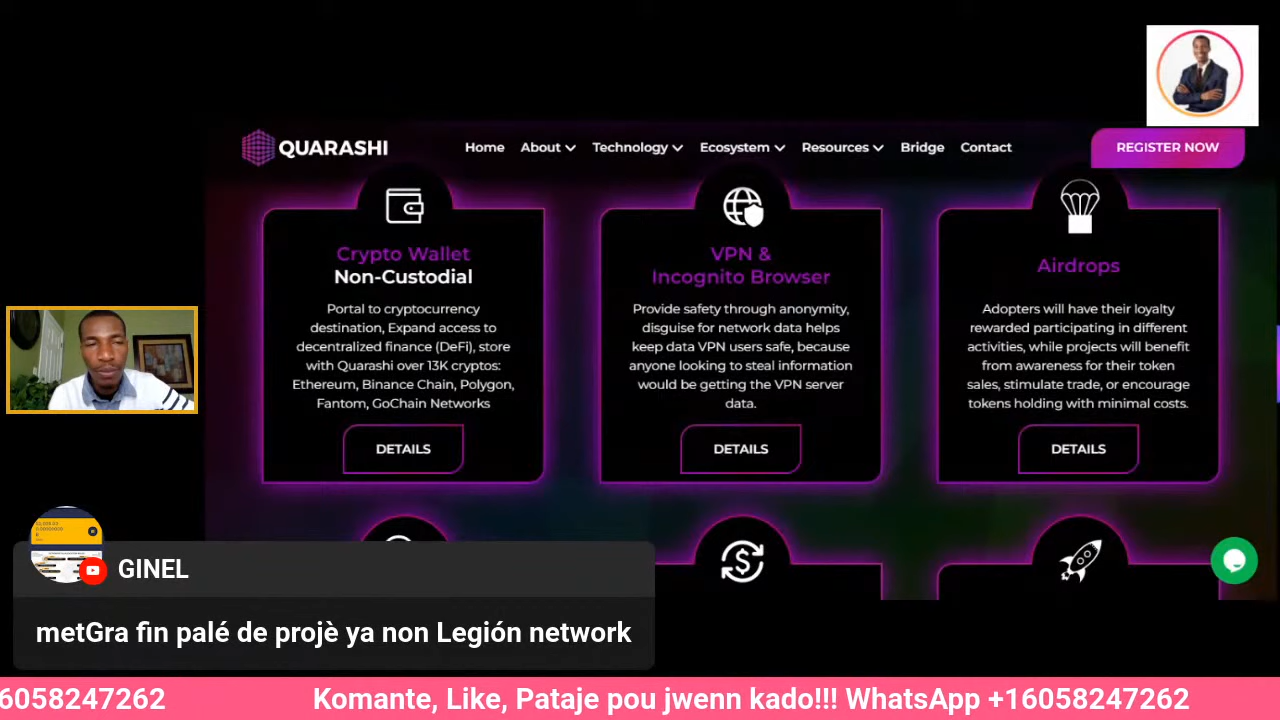 QUARASHI
Home About Technology Ecosystem Resources Bridge Contact
REGISTER NOW
Crypto Wallet
Non-Custodial
Portal to cryptocurrency
destination, Expand access to
decentralized finance (DeFi), store
with Quarashi over 13K cryptos:
Ethereum, Binance Chain, Polygon,
Fantom, GoChain Networks
DETAILS
VPN &
Incognito Browser
Provide safety through anonymity,
disguise for network data helps
keep data VPN users safe, because
anyone looking to steal information
would be getting the VPN server
data.
DETAILS
Airdrops
Adopters will have their loyalty
rewarded participating in different
activities, while projects will benefit
from awareness for their token
sales, stimulate trade, or encourage
tokens holding with minimal costs.
DETAILS
GINEL
metGra fin palé de projè ya non Legión network
6058247262 Komante, Like, Pataje pou jwenn kado!!! WhatsApp +16058247262